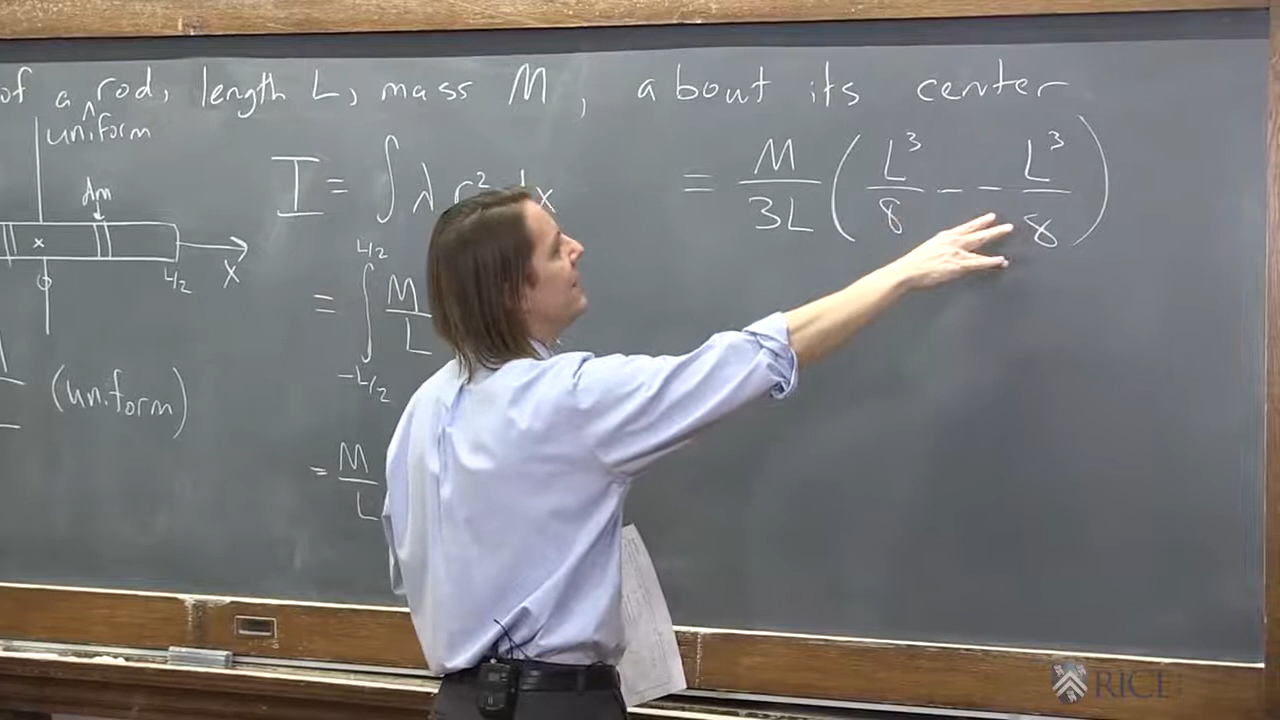 of a ^ rod, length L, mass M, about its center
uniform
dm
x
0
L/2
X
(uniform)
I = ∫ λ r² dx
= ∫ L/2 -L/2 M/L
= M/L
= M/3L ( L³/8 - - L³/8 )
RICE